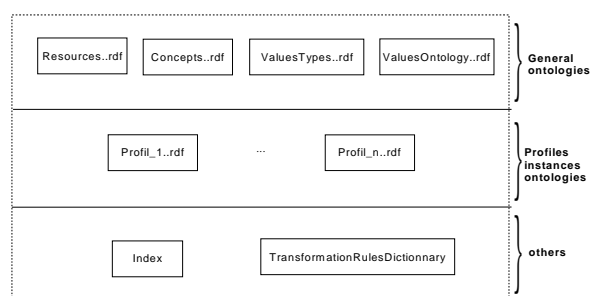 Resources..rdf Concepts..rdf ValuesTypes..rdf ValuesOntology..rdf
General
ontologies
Profil_1..rdf ... Profil_n..rdf
Profiles
instances
ontologies
Index TransformationRulesDictionnary
others